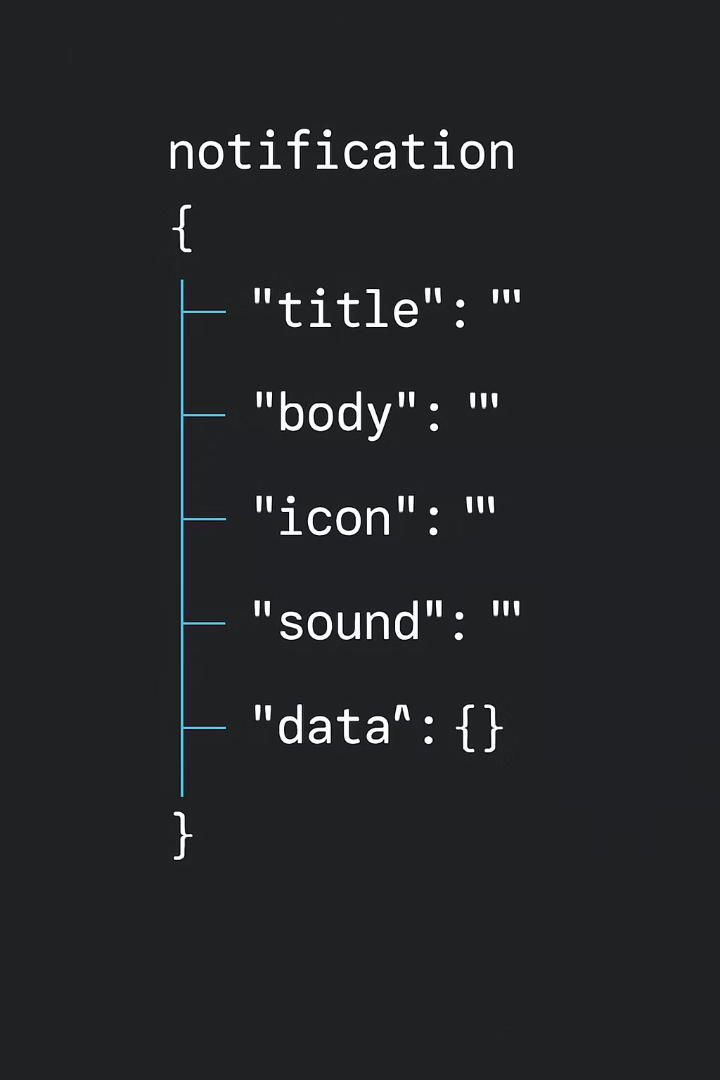 notification
{
"title": "'
"body": "'
"icon": "'
"sound": "'
"data^: {}
}